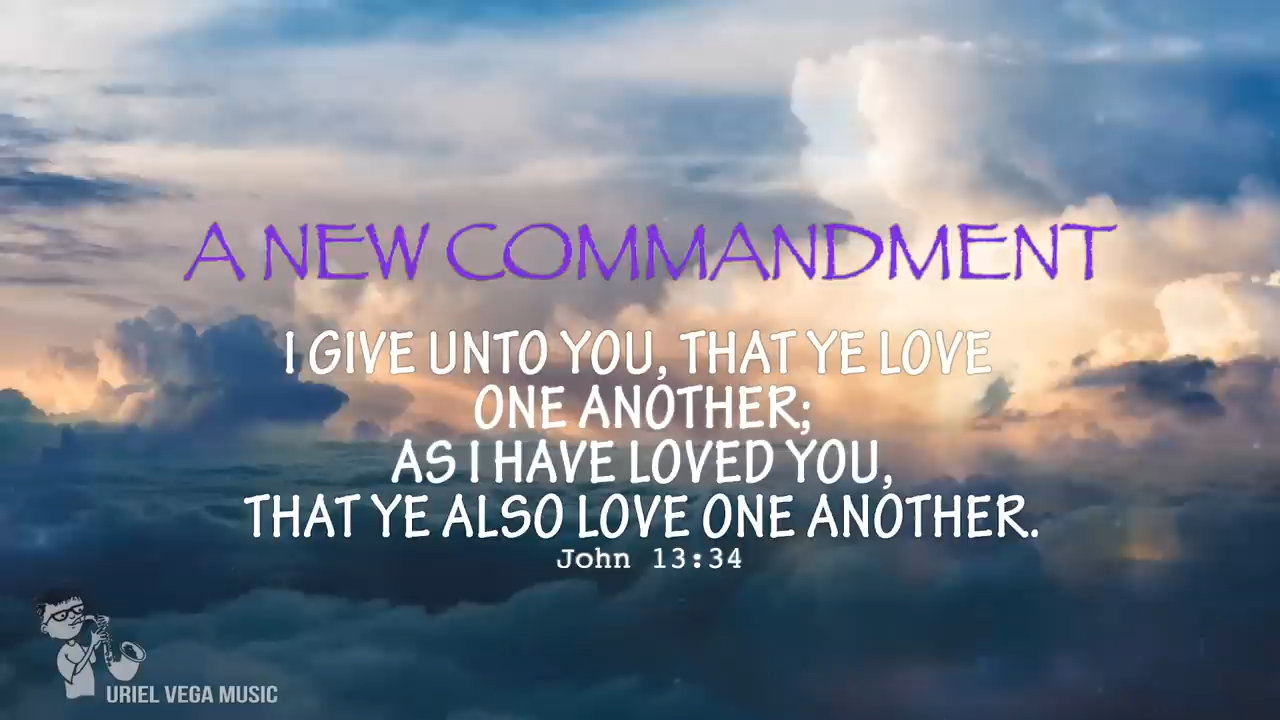 A NEW COMMANDMENT
I GIVE UNTO YOU, THAT YE LOVE
ONE ANOTHER;
AS I HAVE LOVED YOU,
THAT YE ALSO LOVE ONE ANOTHER.
John 13:34
URIEL VEGA MUSIC